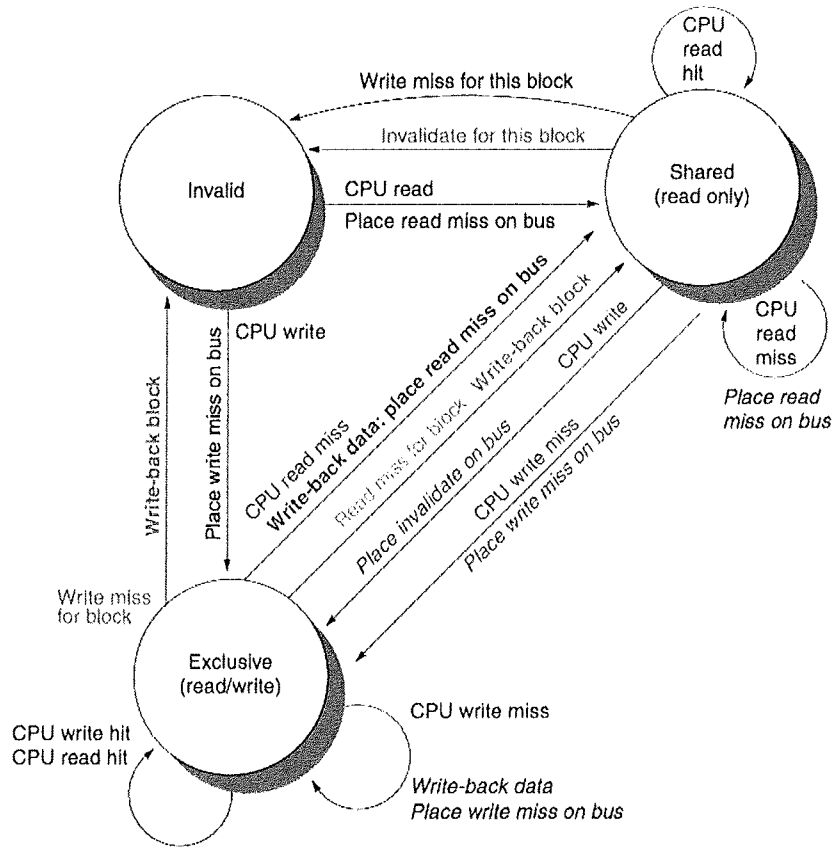 CPU
read
hit
Write miss for this block
Invalidate for this block
Invalid
Shared
(read only)
CPU read
Place read miss on bus
CPU write
Place write miss on bus
Write-back block
CPU read miss
Write-back data; place read miss on bus
Read miss for block
Write-back block
CPU write
Place invalidate on bus
CPU write miss
Place write miss on bus
CPU
read
miss
Place read
miss on bus
Write miss
for block
Exclusive
(read/write)
CPU write hit
CPU read hit
CPU write miss
Write-back data
Place write miss on bus